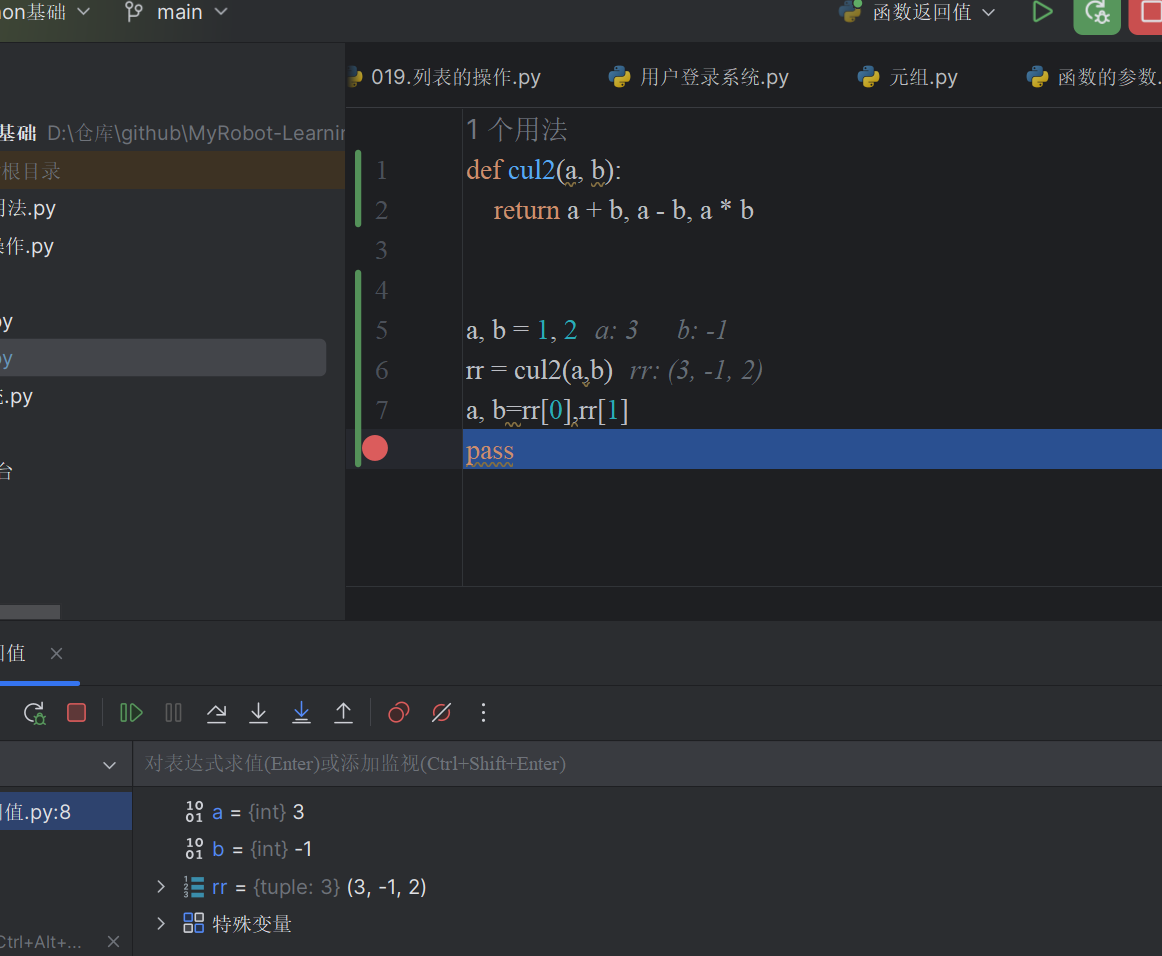 on基础 main 函数返回值
019.列表的操作.py 用户登录系统.py 元组.py 函数的参数.
基础 D:\仓库\github\MyRobot-Learnin
根目录
用法.py
操作.py
py
py
.py
台
1 个用法
1 def cul2(a, b):
2 return a + b, a - b, a * b
3
4
5 a, b = 1, 2 a: 3 b: -1
6 rr = cul2(a,b) rr: (3, -1, 2)
7 a, b=rr[0],rr[1]
pass
回值
对表达式求值(Enter)或添加监视(Ctrl+Shift+Enter)
值.py:8
a = {int} 3
b = {int} -1
rr = {tuple: 3} (3, -1, 2)
特殊变量
Ctrl+Alt+...